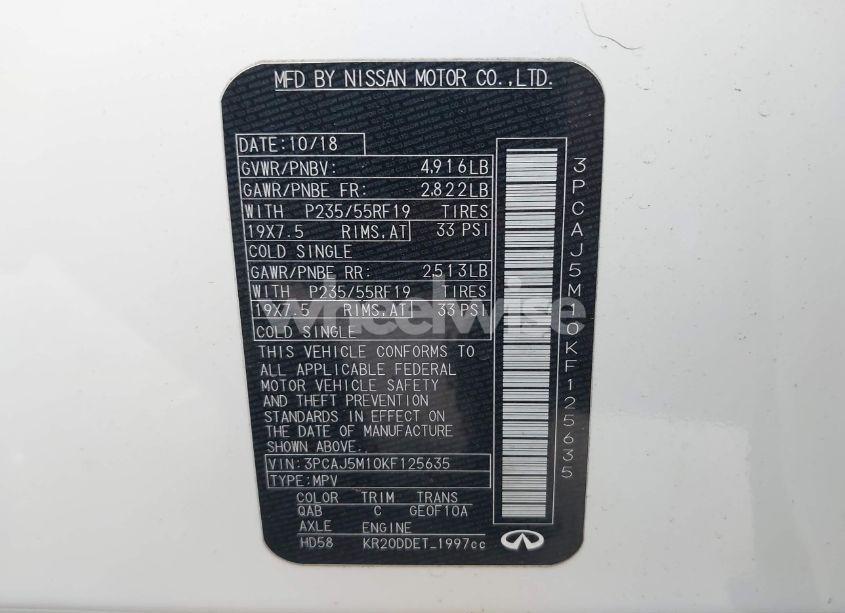 MFD BY NISSAN MOTOR CO.,LTD.
DATE:10/18
GVWR/PNBV: 4,916LB
GAWR/PNBE FR: 2,822LB
WITH P235/55RF19 TIRES
19X7.5 RIMS,AT 33 PSI
COLD SINGLE
GAWR/PNBE RR: 2,513LB
WITH P235/55RF19 TIRES
19X7.5 RIMS,AT 33 PSI
COLD SINGLE
THIS VEHICLE CONFORMS TO
ALL APPLICABLE FEDERAL
MOTOR VEHICLE SAFETY
AND THEFT PREVENTION
STANDARDS IN EFFECT ON
THE DATE OF MANUFACTURE
SHOWN ABOVE.
VIN:3PCAJ5M10KF125635
TYPE:MPV
COLOR TRIM TRANS
QAB C GEOF10A
AXLE ENGINE
HD58 KR20DDET_1997cc
3PCAJ5M10KF125635
wheelwise